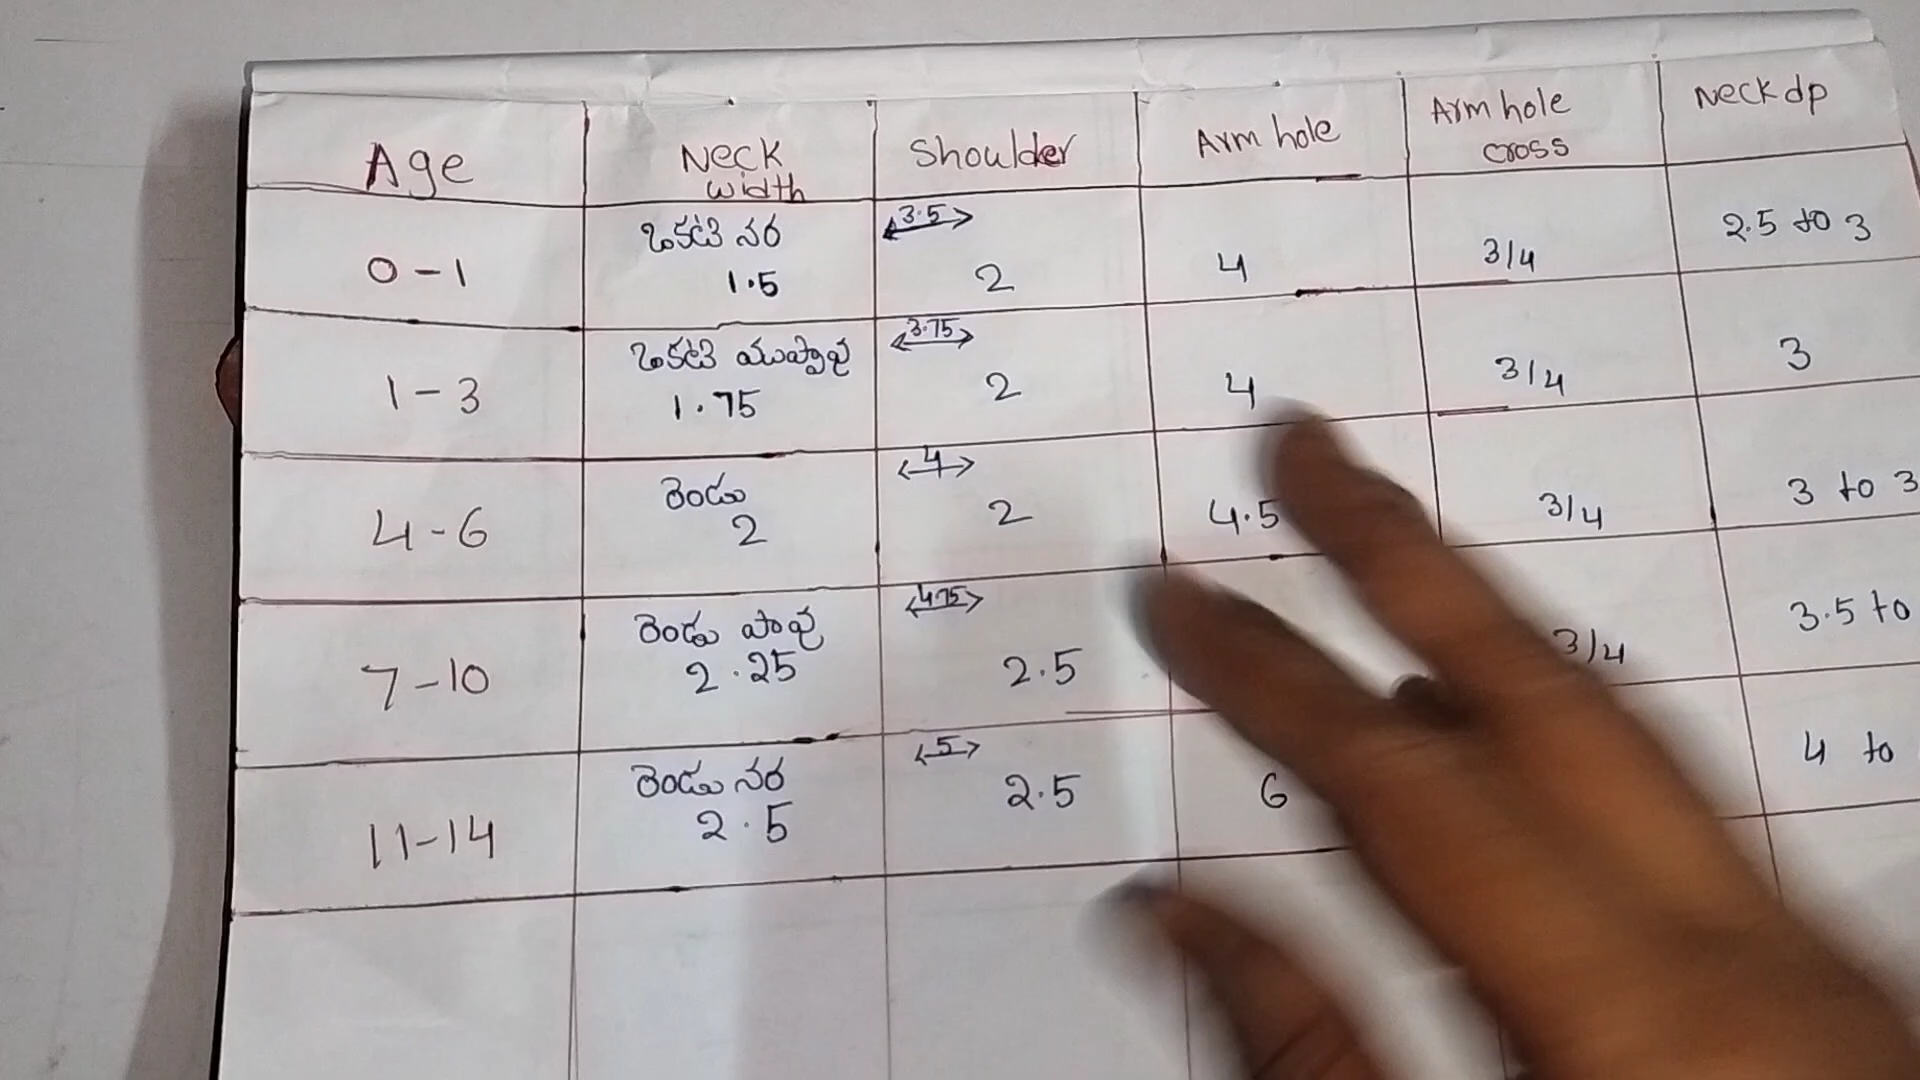 Age
Neck
width
Shoulder
Arm hole
Arm hole
cross
Neck dp
0-1
ఒకటి నర
1.5
3.5
2
4
3/4
2.5 to 3
1-3
ఒకటి ముప్పావు
1.75
3.75
2
4
3/4
3
4-6
రెండు
2
4
2
4.5
3/4
3 to 3
7-10
రెండు పావు
2.25
4.75
2.5
3/4
3.5 to
11-14
రెండు నర
2.5
5
2.5
6
4 to